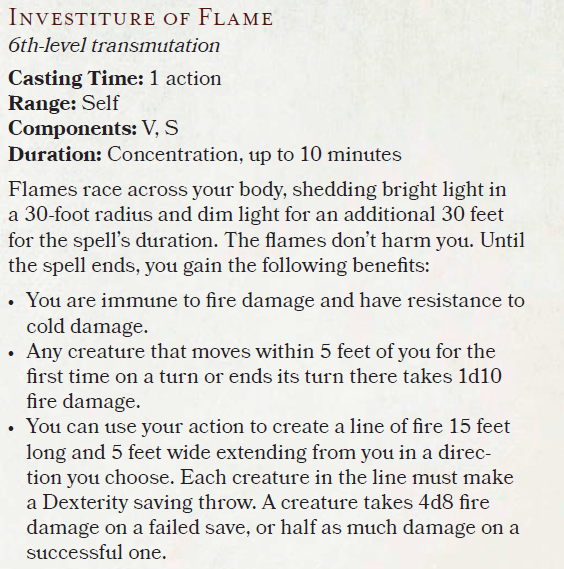 Investiture of Flame
6th-level transmutation
Casting Time: 1 action
Range: Self
Components: V, S
Duration: Concentration, up to 10 minutes
Flames race across your body, shedding bright light in
a 30-foot radius and dim light for an additional 30 feet
for the spell's duration. The flames don't harm you. Until
the spell ends, you gain the following benefits:
• You are immune to fire damage and have resistance to
cold damage.
• Any creature that moves within 5 feet of you for the
first time on a turn or ends its turn there takes 1d10
fire damage.
• You can use your action to create a line of fire 15 feet
long and 5 feet wide extending from you in a direc-
tion you choose. Each creature in the line must make
a Dexterity saving throw. A creature takes 4d8 fire
damage on a failed save, or half as much damage on a
successful one.